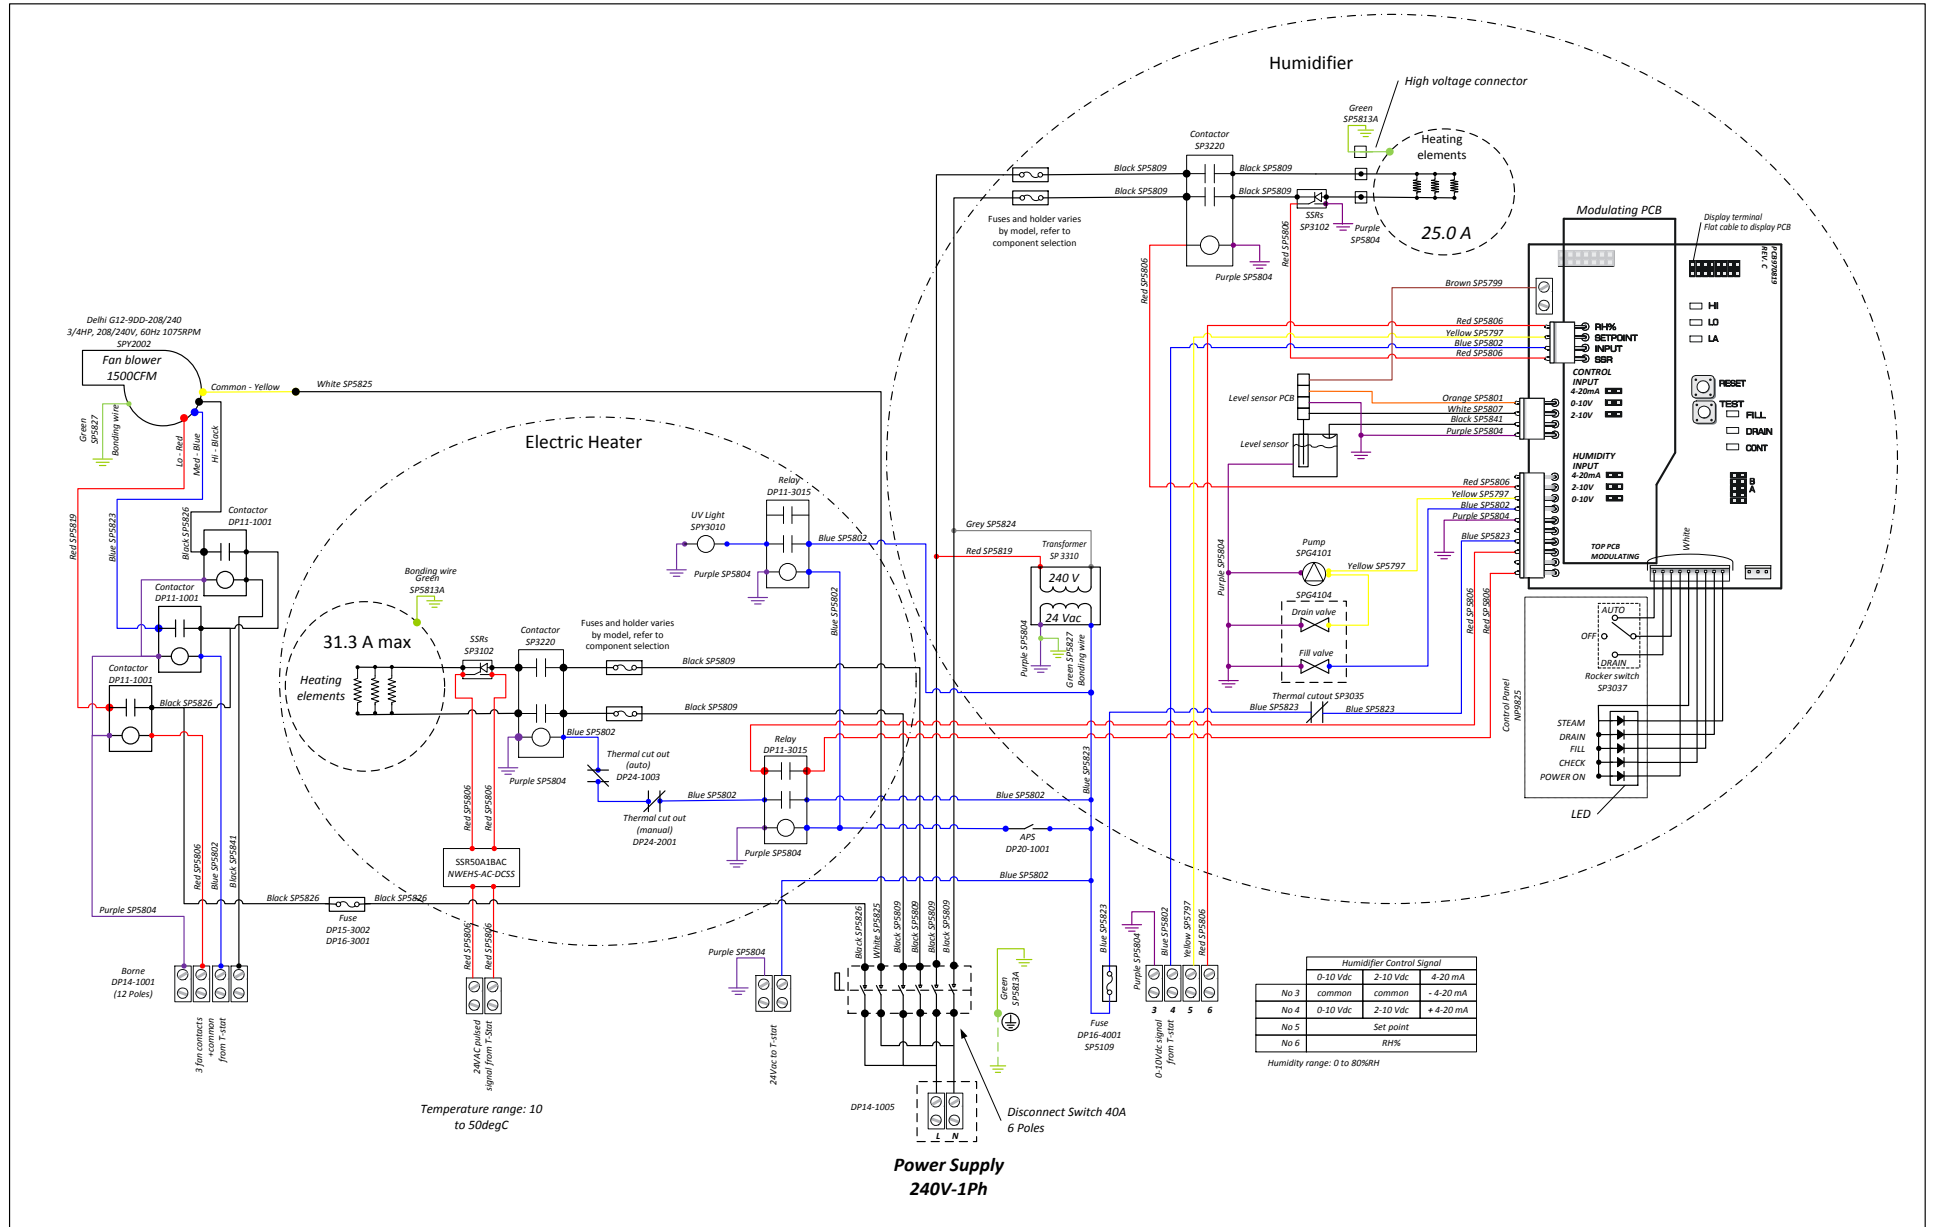 Humidifier
High voltage connector
Green
SP5813A
Contactor
SP3220
Heating
elements
Black SP5809
Black SP5809
Black SP5809
Black SP5809
Fuses and holder varies
by model, refer to
component selection
SSRs
SP3102
Purple
SP5804
25.0 A
Red SP5806
Red SP5806
Purple SP5804
Modulating PCB
Display terminal
Flat cable to display PCB
PCB970819
REV. C
Brown SP5799
Red SP5806
Yellow SP5797
Blue SP5802
Red SP5806
RH%
SETPOINT
INPUT
SSR
HI
LO
LA
CONTROL
INPUT
4-20mA
0-10V
2-10V
RESET
TEST
FILL
DRAIN
CONT
Level sensor PCB
Orange SP5801
White SP5807
Black SP5841
Purple SP5804
Level sensor
HUMIDITY
INPUT
4-20mA
2-10V
0-10V
B
A
Red SP5806
Yellow SP5797
Blue SP5802
Purple SP5804
Blue SP5823
TOP PCB
MODULATING
White
Delhi G12-9DD-208/240
3/4HP, 208/240V, 60Hz 1075RPM
SPY2002
Fan blower
1500CFM
Common - Yellow
White SP5825
Green
SP5827
Bonding wire
Lo - Red
Med - Blue
Hi - Black
Electric Heater
Red SP5819
Blue SP5823
Black SP5826
Contactor
DP11-1001
Contactor
DP11-1001
Contactor
DP11-1001
Black SP5826
Relay
DP11-3015
UV Light
SPY3010
Blue SP5802
Purple SP5804
Blue SP5802
Grey SP5824
Red SP5819
Transformer
SP 3310
240 V
24 Vac
Purple SP5804
Green SP5827
Bonding wire
Purple SP5804
Pump
SPG4101
Yellow SP5797
SPG4104
Drain valve
Fill valve
Red SP5806
Red SP5806
Thermal cutout SP3035
Blue SP5823
Blue SP5823
Control Panel
NP9825
AUTO
OFF
DRAIN
Rocker switch
SP3037
STEAM
DRAIN
FILL
CHECK
POWER ON
LED
Bonding wire
Green
SP5813A
31.3 A max
Heating
elements
SSRs
SP3102
Contactor
SP3220
Fuses and holder varies
by model, refer to
component selection
Black SP5809
Black SP5809
Blue SP5802
Purple SP5804
Thermal cut out
(auto)
DP24-1003
Thermal cut out
(manual)
DP24-2001
Relay
DP11-3015
Blue SP5802
Blue SP5802
Purple SP5804
APS
DP20-1001
Blue SP5823
Blue SP5802
Red SP5806
Red SP5806
SSR50A1BAC
NWEHS-AC-DCSS
Red SP5806
Blue SP5802
Black SP5841
Purple SP5804
Black SP5826
Black SP5826
Fuse
DP15-3002
DP16-3001
Red SP5806
Red SP5806
Borne
DP14-1001
(12 Poles)
3 fan contacts
+common
from T-stat
24VAC pulsed
signal from T-Stat
Temperature range: 10
to 50degC
Purple SP5804
24Vac to T-stat
Black SP5826
White SP5825
Black SP5809
Black SP5809
Black SP5809
Black SP5809
Green
SP5813A
Blue SP5823
Fuse
DP16-4001
SP5109
Purple SP5804
Blue SP5802
Yellow SP5797
Red SP5806
3 4 5 6
0-10Vdc signal
from T-stat
DP14-1005
L N
Disconnect Switch 40A
6 Poles
Power Supply
240V-1Ph
Humidifier Control Signal
0-10 Vdc 2-10 Vdc 4-20 mA
No 3 common common - 4-20 mA
No 4 0-10 Vdc 2-10 Vdc + 4-20 mA
No 5 Set point
No 6 RH%
Humidity range: 0 to 80%RH